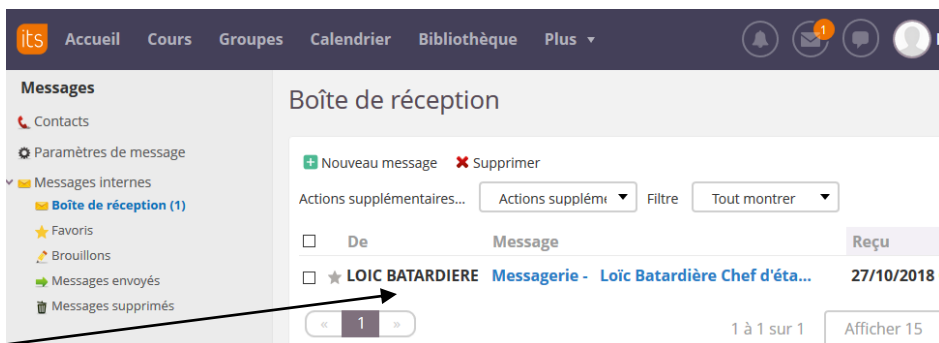 its Accueil Cours Groupes Calendrier Bibliothèque Plus 1
Messages
Contacts
Paramètres de message
Messages internes
Boîte de réception (1)
Favoris
Brouillons
Messages envoyés
Messages supprimés
Boîte de réception
Nouveau message Supprimer
Actions supplémentaires... Actions supplém Filtre Tout montrer
De Message Reçu
LOIC BATARDIERE Messagerie - Loïc Batardière Chef d'éta... 27/10/2018
« 1 » 1 à 1 sur 1 Afficher 15